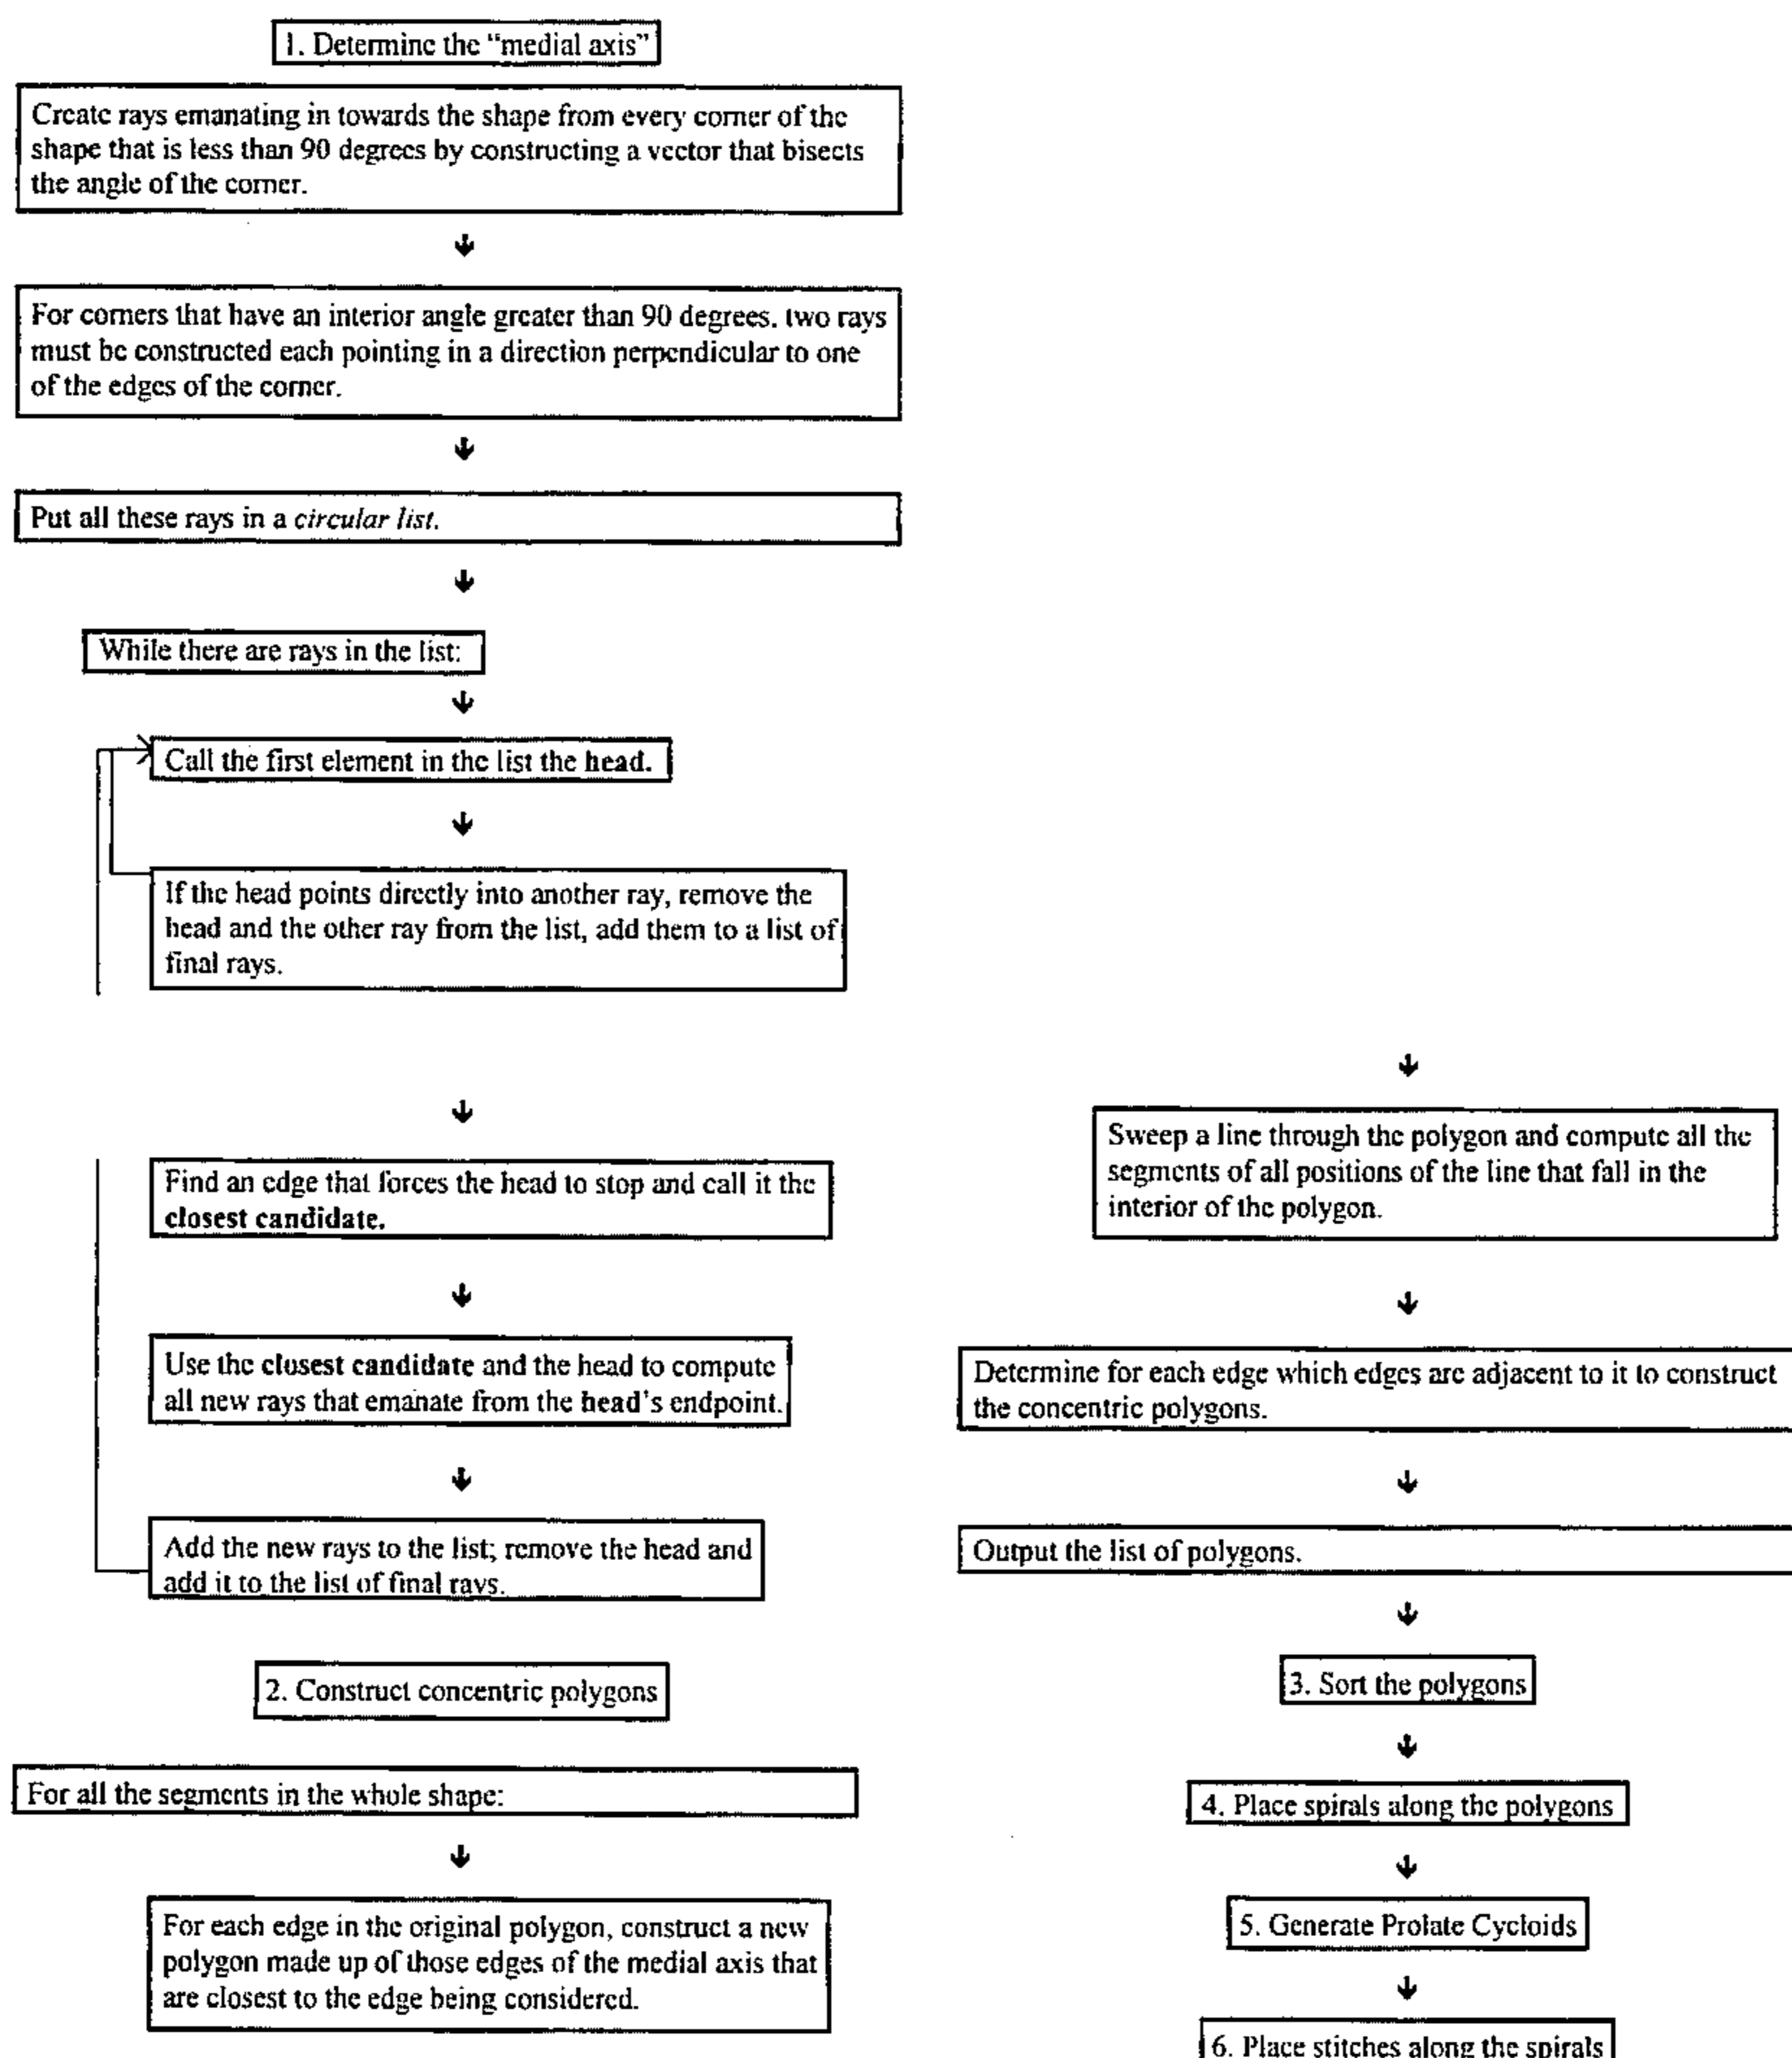 1. Determine the "medial axis"
Create rays emanating in towards the shape from every corner of the
shape that is less than 90 degrees by constructing a vector that bisects
the angle of the corner.
For corners that have an interior angle greater than 90 degrees, two rays
must be constructed each pointing in a direction perpendicular to one
of the edges of the corner.
Put all these rays in a circular list.
While there are rays in the list:
Call the first element in the list the head.
If the head points directly into another ray, remove the
head and the other ray from the list, add them to a list of
final rays.
Find an edge that forces the head to stop and call it the
closest candidate.
Use the closest candidate and the head to compute
all new rays that emanate from the head's endpoint.
Add the new rays to the list; remove the head and
add it to the list of final rays.
2. Construct concentric polygons
For all the segments in the whole shape:
For each edge in the original polygon, construct a new
polygon made up of those edges of the medial axis that
are closest to the edge being considered.
Sweep a line through the polygon and compute all the
segments of all positions of the line that fall in the
interior of the polygon.
Determine for each edge which edges are adjacent to it to construct
the concentric polygons.
Output the list of polygons.
3. Sort the polygons
4. Place spirals along the polygons
5. Generate Prolate Cycloids
6. Place stitches along the spirals